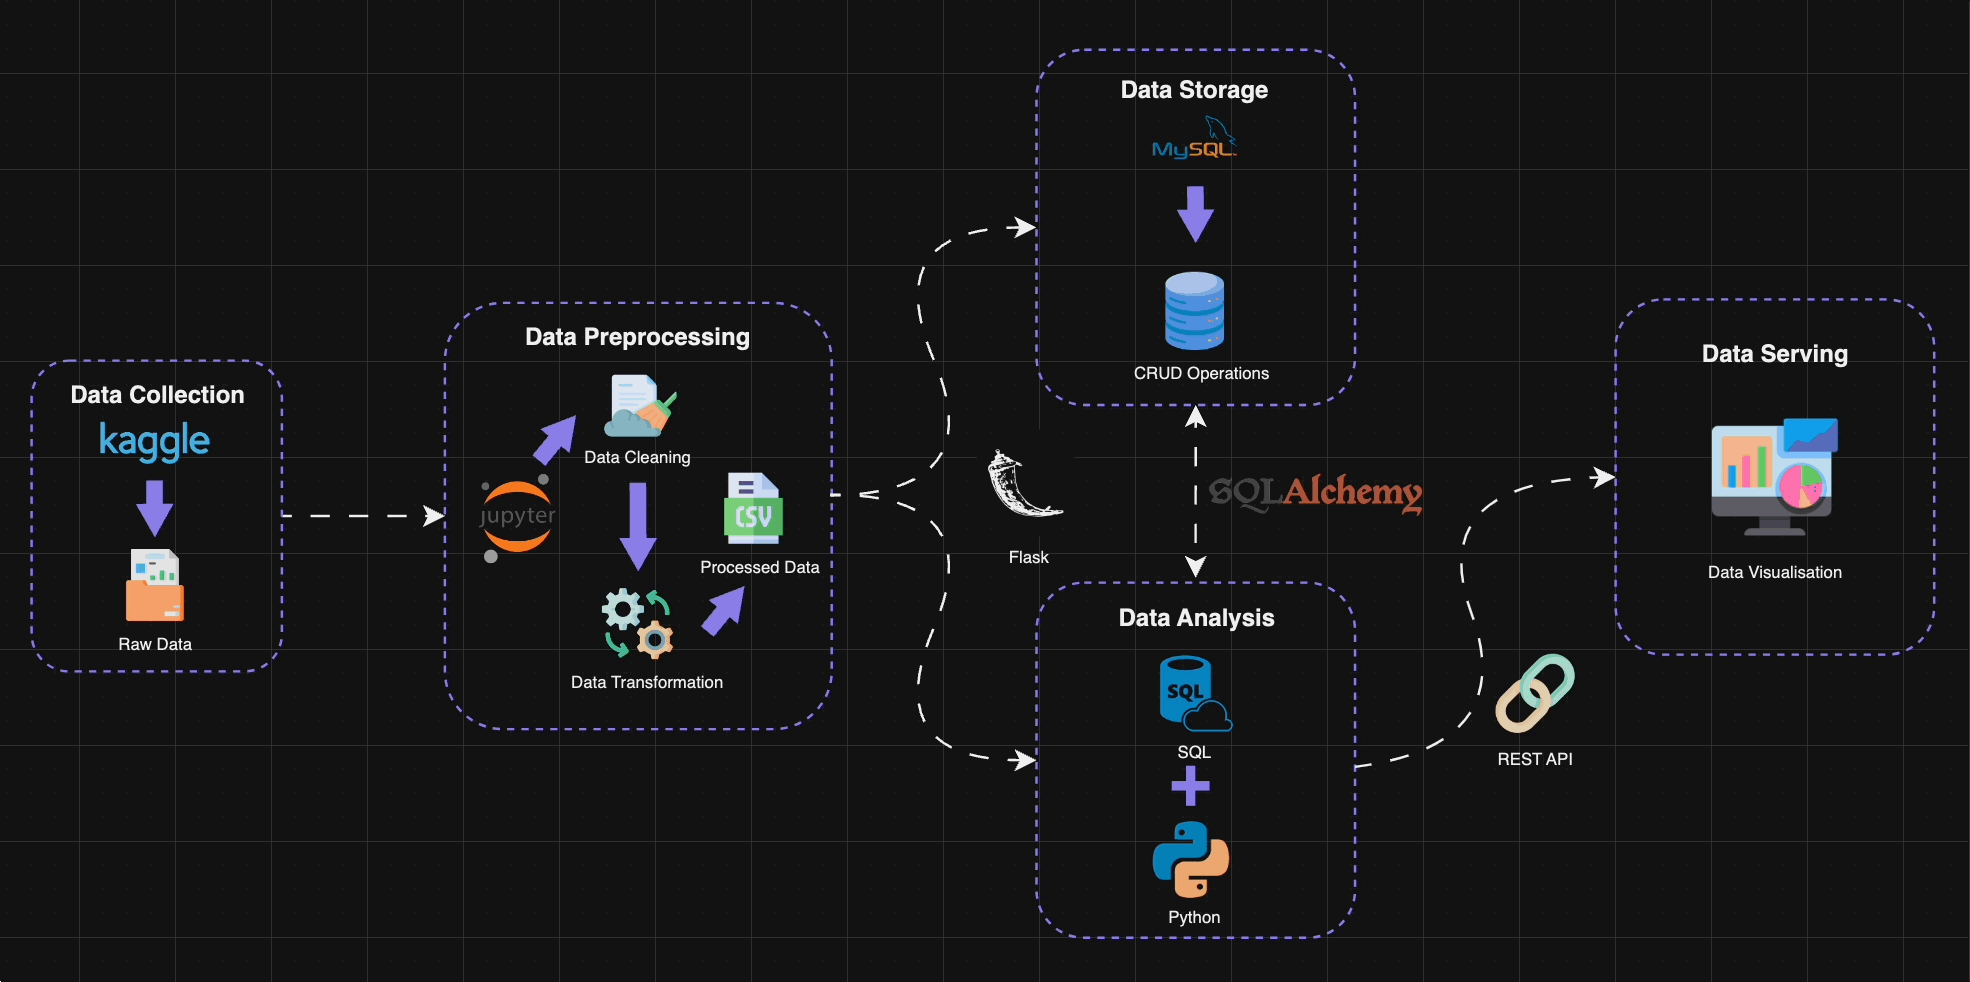 Data Collection
kaggle
Raw Data
Data Preprocessing
Data Cleaning
jupyter
CSV
Processed Data
Data Transformation
Data Storage
MySQL
CRUD Operations
Flask
SQLAlchemy
Data Analysis
SQL
SQL
Python
REST API
Data Serving
Data Visualisation